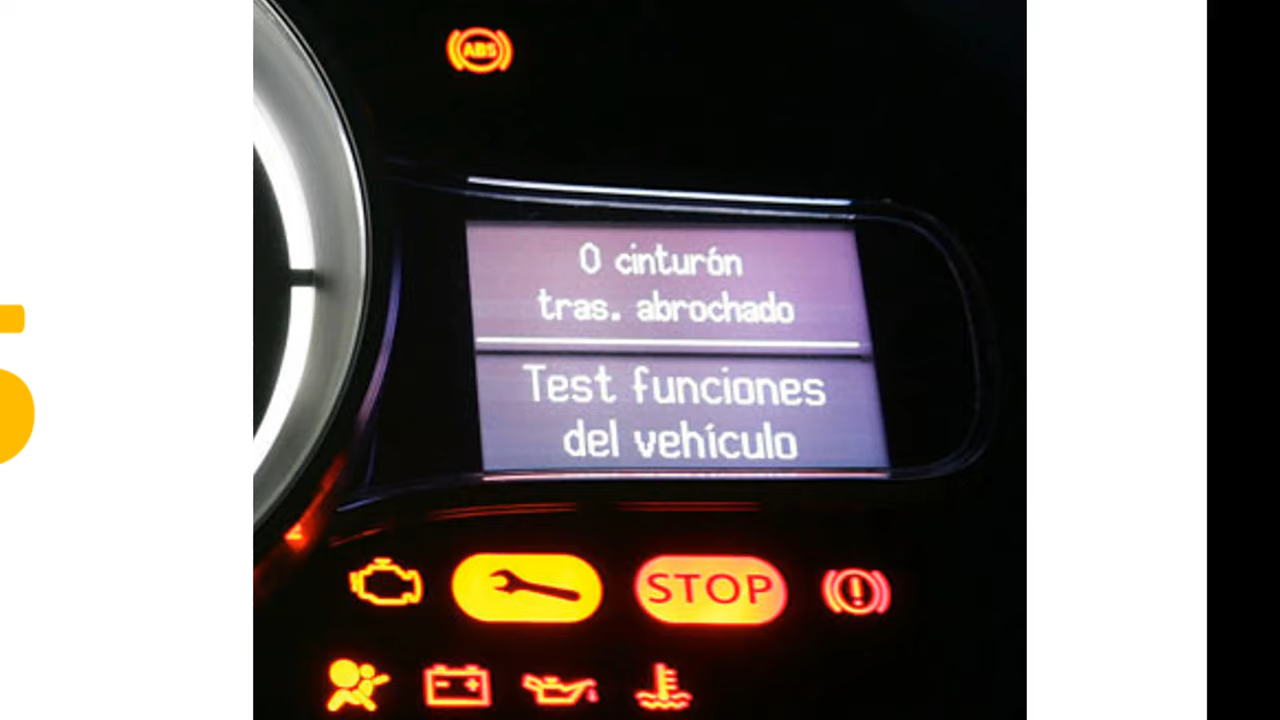 ABS
0 cinturón
tras. abrochado
Test funciones
del vehículo
STOP